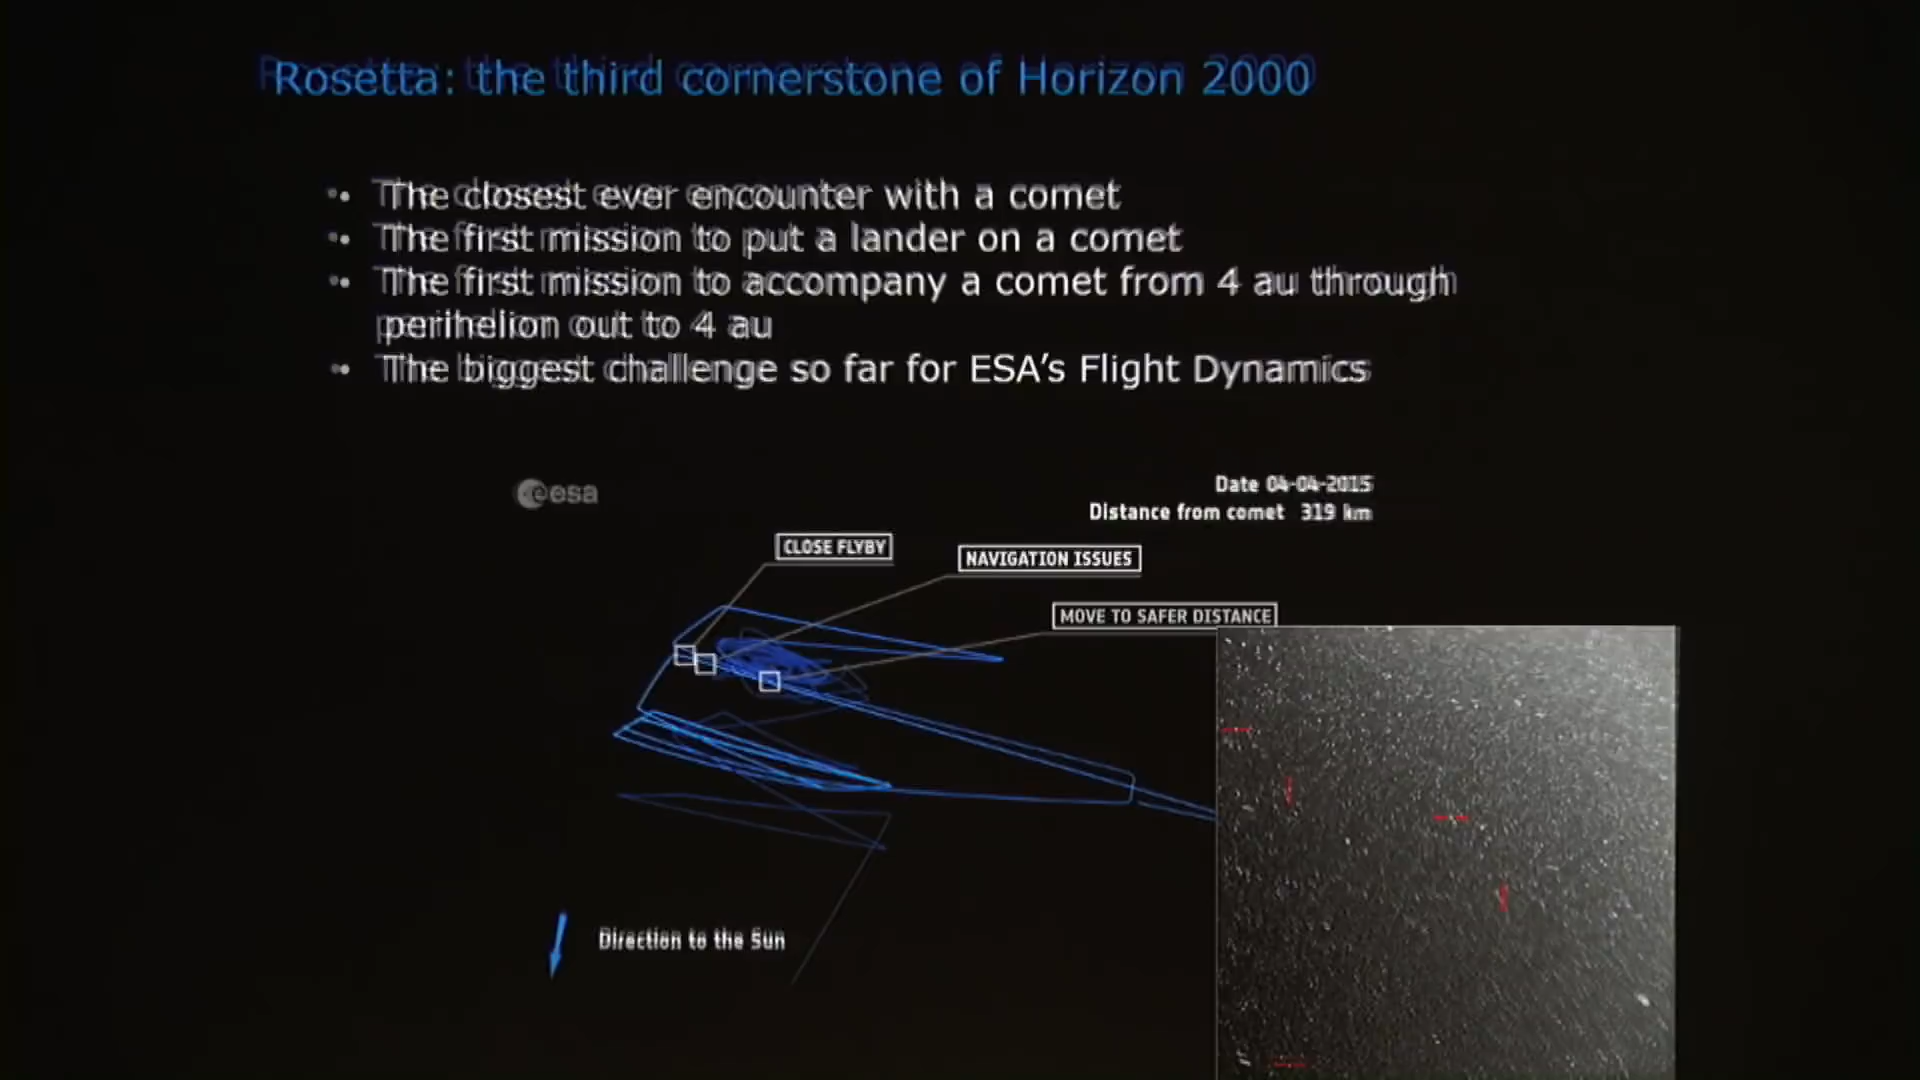 Rosetta: the third cornerstone of Horizon 2000
• The closest ever encounter with a comet
• The first mission to put a lander on a comet
• The first mission to accompany a comet from 4 au through
perihelion out to 4 au
• The biggest challenge so far for ESA's Flight Dynamics
esa
Date 04-04-2015
Distance from comet 319 km
CLOSE FLYBY
NAVIGATION ISSUES
MOVE TO SAFER DISTANCE
Direction to the Sun